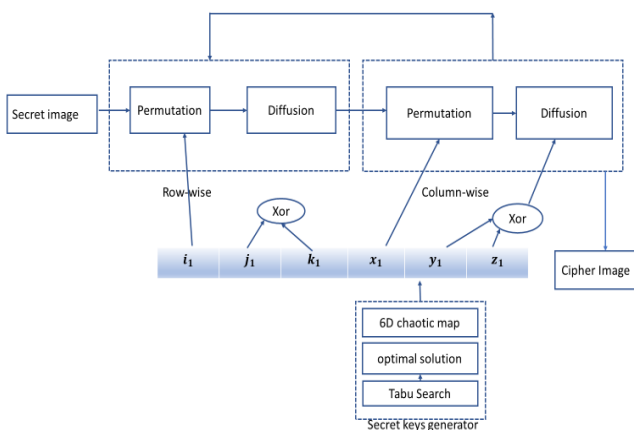 Secret image
Permutation
Diffusion
Permutation
Diffusion
Row-wise
Column-wise
Xor
Xor
i₁ j₁ k₁ x₁ y₁ z₁
Cipher Image
6D chaotic map
optimal solution
Tabu Search
Secret keys generator